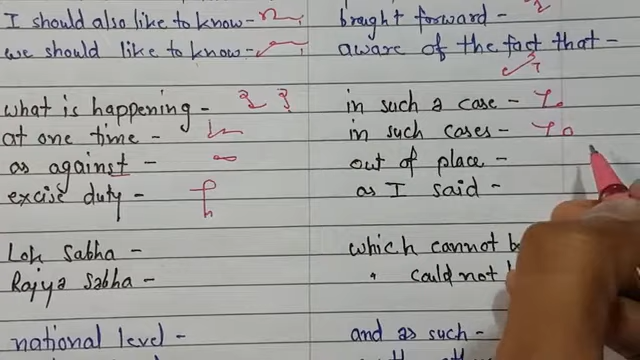 I should also like to know -
we should like to know -
what is happening -
at one time -
as against -
excise duty -
Lok Sabha -
Rajya Sabha -
national level -
brought forward -
aware of the fact that -
in such a case -
in such cases -
out of place -
as I said -
which cannot
" could not
and as such -